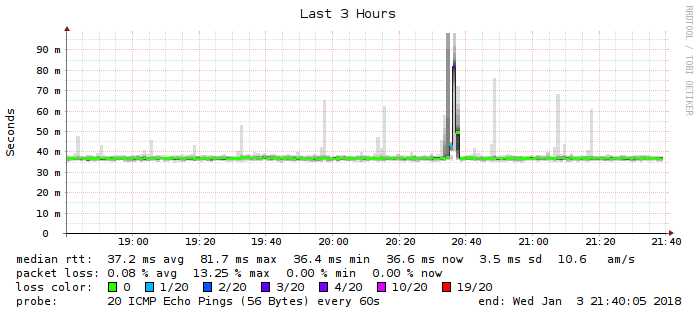 Last 3 Hours
RRDTOOL / TOBI OETIKER
Seconds
90 m
80 m
70 m
60 m
50 m
40 m
30 m
20 m
10 m
0
19:00 19:20 19:40 20:00 20:20 20:40 21:00 21:20 21:40
median rtt: 37.2 ms avg 81.7 ms max 36.4 ms min 36.6 ms now 3.5 ms sd 10.6 am/s
packet loss: 0.08 % avg 13.25 % max 0.00 % min 0.00 % now
loss color: 0 1/20 2/20 3/20 4/20 10/20 19/20
probe: 20 ICMP Echo Pings (56 Bytes) every 60s end: Wed Jan 3 21:40:05 2018